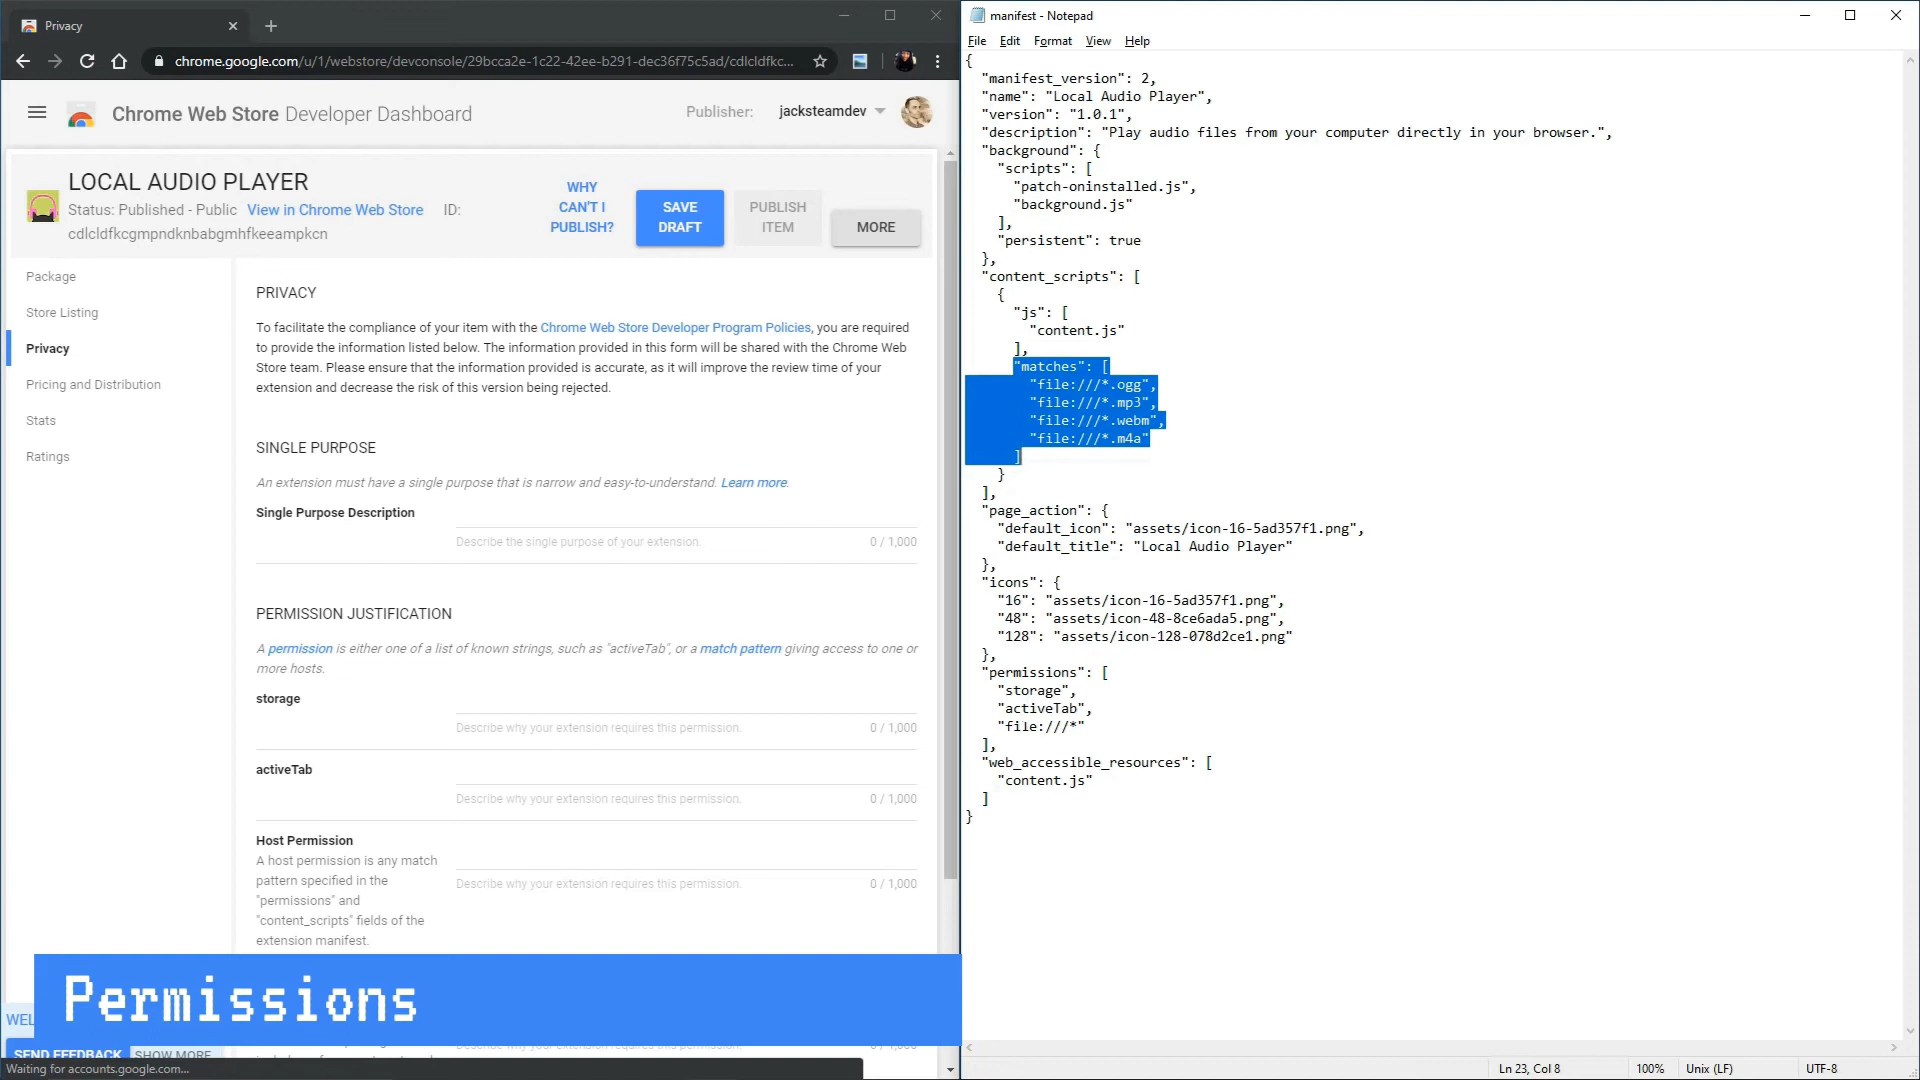 Privacy
chrome.google.com/u/1/webstore/devconsole/29bcca2e-1c22-42ee-b291-dec36f75c5ad/cdlcldfkc...
Chrome Web Store Developer Dashboard
Publisher:
jacksteamdev
LOCAL AUDIO PLAYER
Status: Published - Public View in Chrome Web Store ID:
cdlcldfkcgmpndknbabgmhfkeeampkcn
WHY
CAN'T I
PUBLISH?
SAVE
DRAFT
PUBLISH
ITEM
MORE
Package
Store Listing
Privacy
Pricing and Distribution
Stats
Ratings
PRIVACY
To facilitate the compliance of your item with the Chrome Web Store Developer Program Policies, you are required
to provide the information listed below. The information provided in this form will be shared with the Chrome Web
Store team. Please ensure that the information provided is accurate, as it will improve the review time of your
extension and decrease the risk of this version being rejected.
SINGLE PURPOSE
An extension must have a single purpose that is narrow and easy-to-understand. Learn more.
Single Purpose Description
Describe the single purpose of your extension.
0 / 1,000
PERMISSION JUSTIFICATION
A permission is either one of a list of known strings, such as "activeTab", or a match pattern giving access to one or
more hosts.
storage
Describe why your extension requires this permission.
0 / 1,000
activeTab
Describe why your extension requires this permission.
0 / 1,000
Host Permission
A host permission is any match
pattern specified in the
"permissions" and
"content_scripts" fields of the
extension manifest.
Describe why your extension requires this permission.
0 / 1,000
Permissions
WEL
SEND FEEDBACK
SHOW MORE
Waiting for accounts.google.com...
manifest - Notepad
File Edit Format View Help
{
"manifest_version": 2,
"name": "Local Audio Player",
"version": "1.0.1",
"description": "Play audio files from your computer directly in your browser.",
"background": {
"scripts": [
"patch-oninstalled.js",
"background.js"
],
"persistent": true
},
"content_scripts": [
{
"js": [
"content.js"
],
"matches": [
"file:///*.ogg",
"file:///*.mp3",
"file:///*.webm",
"file:///*.m4a"
]
}
],
"page_action": {
"default_icon": "assets/icon-16-5ad357f1.png",
"default_title": "Local Audio Player"
},
"icons": {
"16": "assets/icon-16-5ad357f1.png",
"48": "assets/icon-48-8ce6ada5.png",
"128": "assets/icon-128-078d2ce1.png"
},
"permissions": [
"storage",
"activeTab",
"file:///*"
],
"web_accessible_resources": [
"content.js"
]
}
Ln 23, Col 8
100%
Unix (LF)
UTF-8